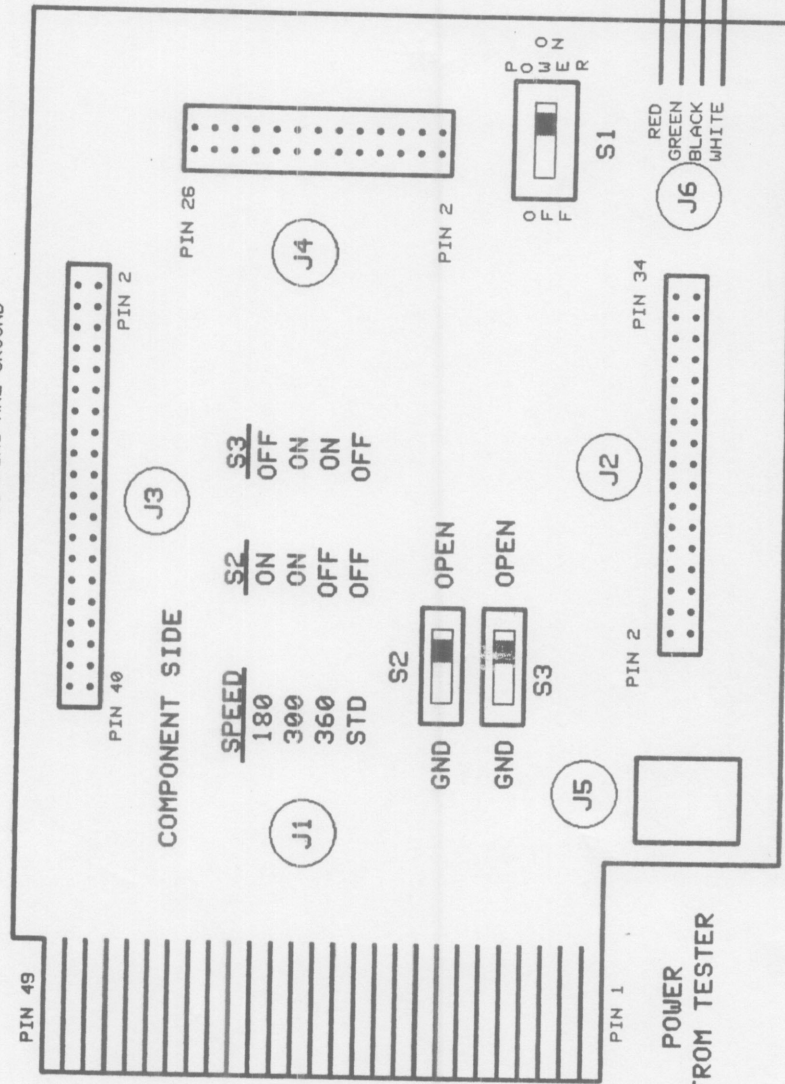 ARE GROUND
PIN 49
PIN 40
PIN 2
J3
COMPONENT SIDE
PIN 26
J4
PIN 2
SPEED S2 S3
180 ON OFF
300 ON ON
360 OFF ON
STD OFF OFF
J1
S2
GND OPEN
GND OPEN
S3
OFF
POWER
ON
S1
J5
J2
PIN 2
PIN 34
J6
RED
GREEN
BLACK
WHITE
PIN 1
POWER
FROM TESTER